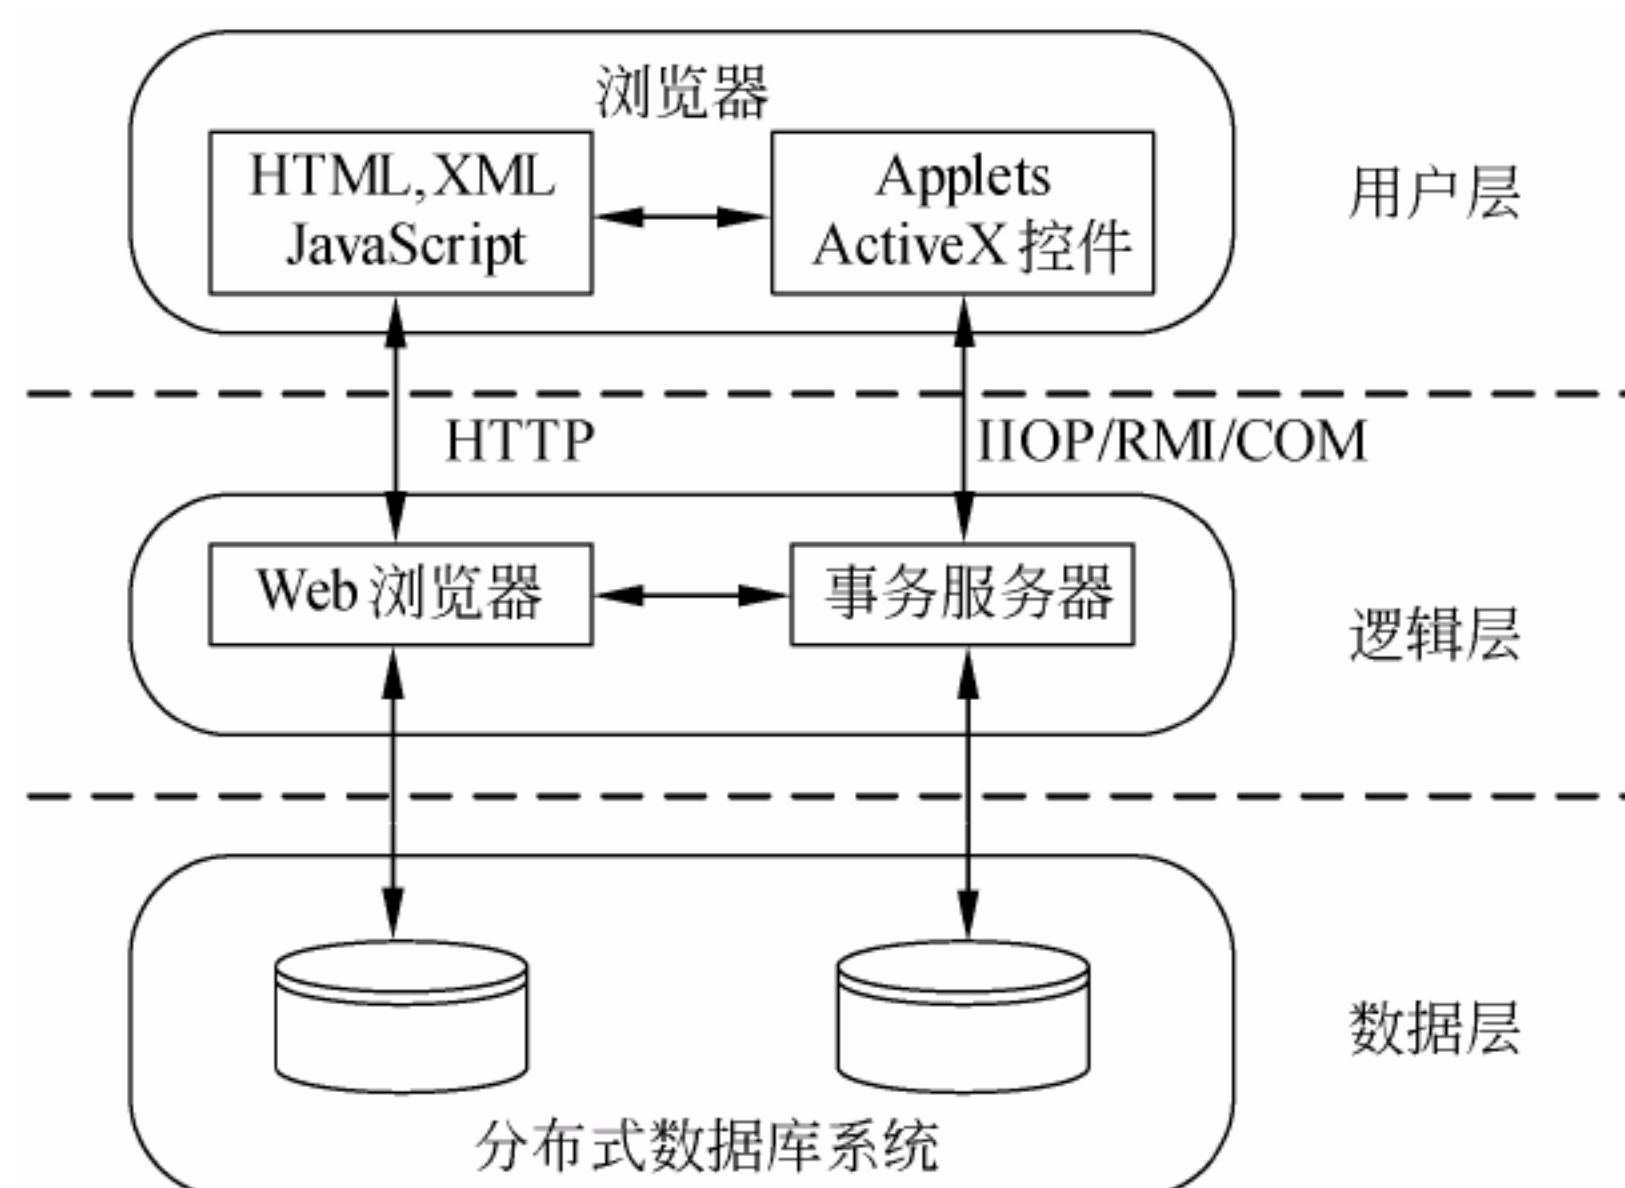 浏览器
HTML,XML
JavaScript
Applets
ActiveX 控件
用户层
HTTP
IIOP/RMI/COM
Web 浏览器
事务服务器
逻辑层
数据层
分布式数据库系统